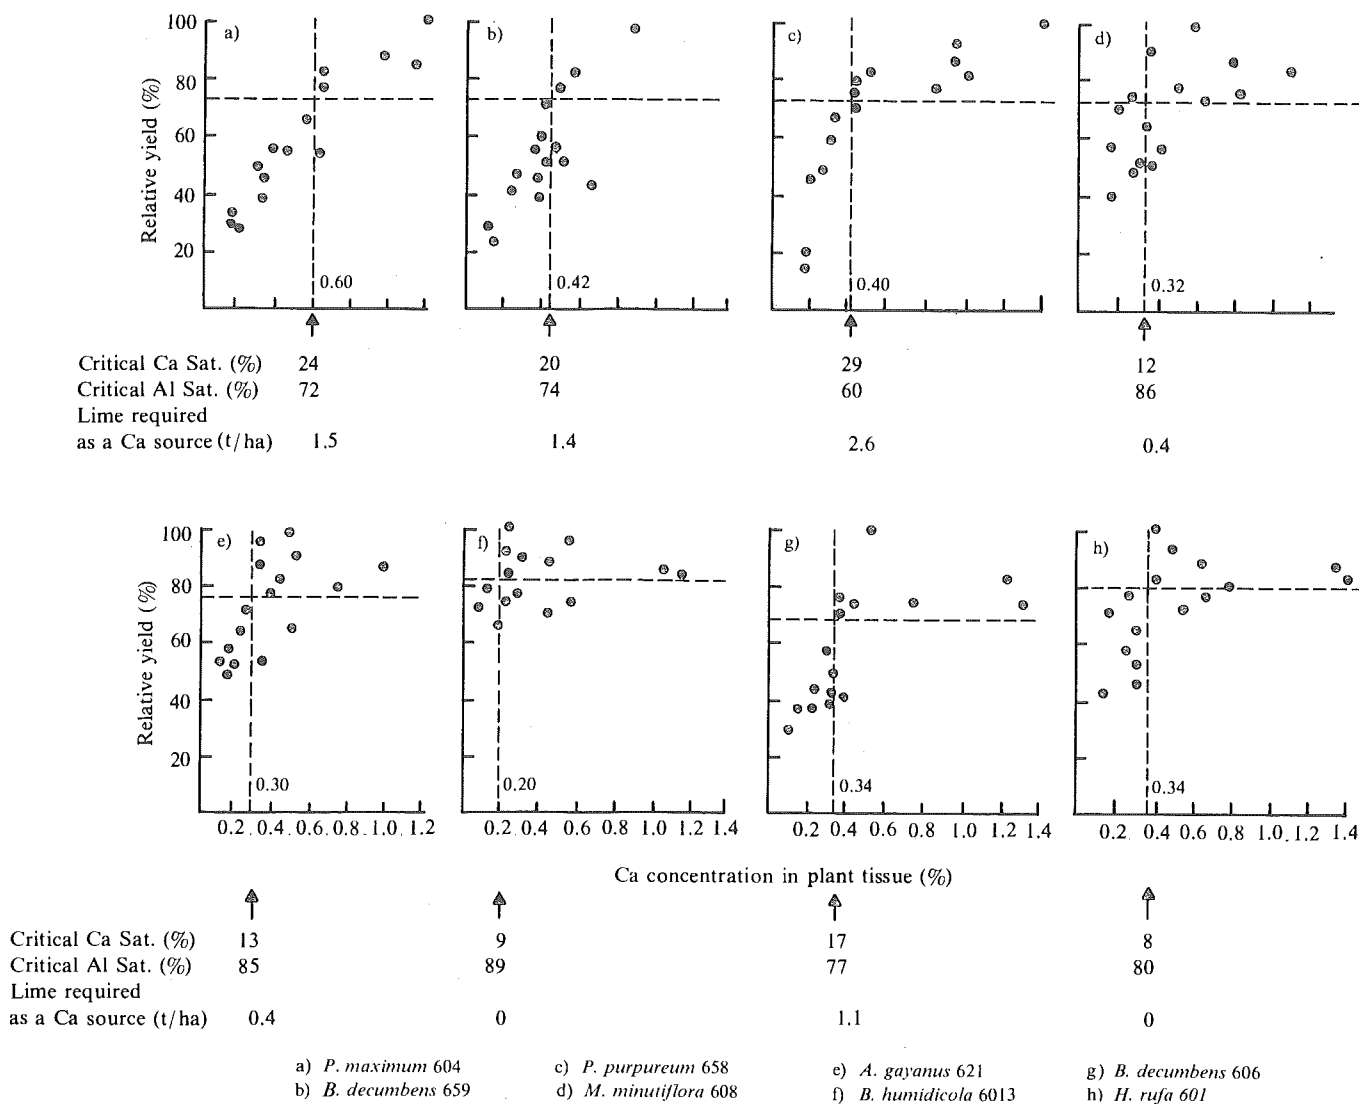 a)
b)
c)
d)
100
80
60
40
20
Relative yield (%)
0.60
0.42
0.40
0.32
Critical Ca Sat. (%) 24 20 29 12
Critical Al Sat. (%) 72 74 60 86
Lime required
as a Ca source (t/ha) 1.5 1.4 2.6 0.4
e)
f)
g)
h)
100
80
60
40
20
Relative yield (%)
0.30
0.20
0.34
0.34
0.2 0.4 0.6 0.8 1.0 1.2
0.2 0.4 0.6 0.8 1.0 1.2
0.2 0.4 0.6 0.8 1.0 1.2 1.4
0.2 0.4 0.6 0.8 1.0 1.2 1.4
Ca concentration in plant tissue (%)
Critical Ca Sat. (%) 13 9 17 8
Critical Al Sat. (%) 85 89 77 80
Lime required
as a Ca source (t/ha) 0.4 0 1.1 0
a) P. maximum 604 c) P. purpureum 658 e) A. gayanus 621 g) B. decumbens 606
b) B. decumbens 659 d) M. minutiflora 608 f) B. humidicola 6013 h) H. rufa 601